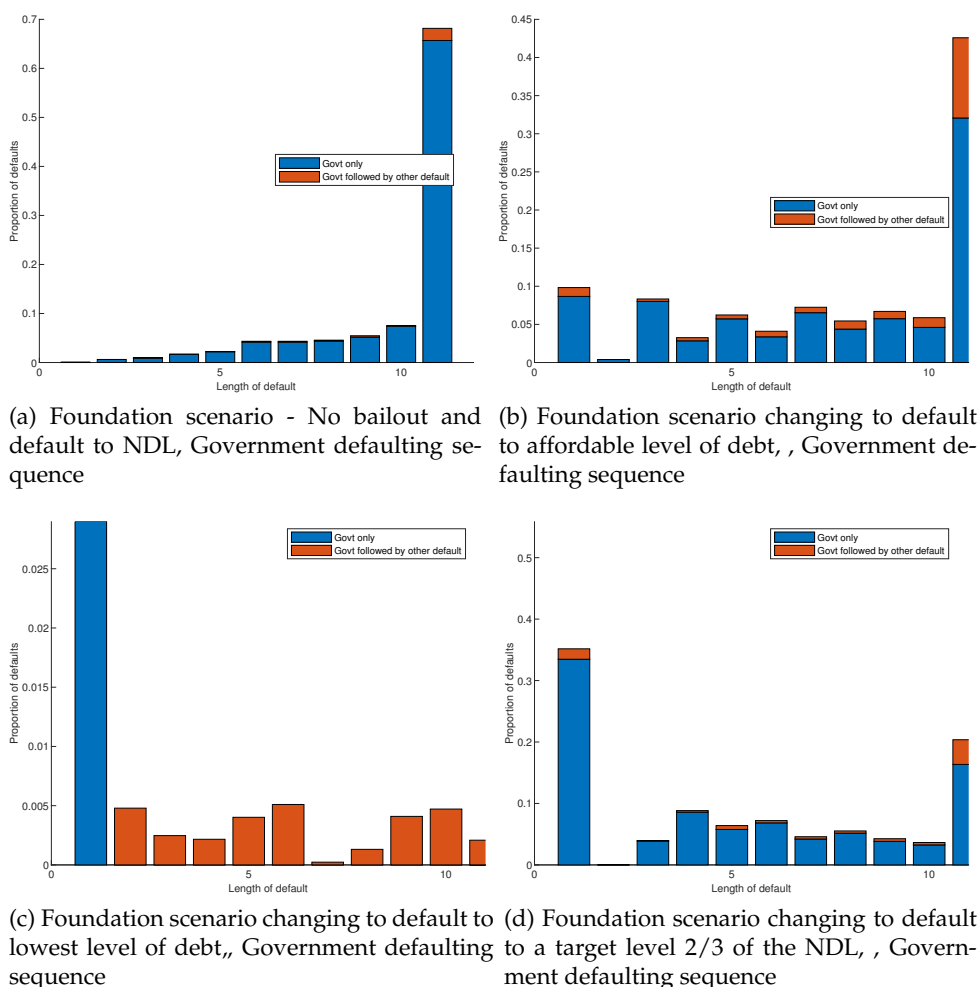 0.7
0.6
0.5
0.4
0.3
0.2
0.1
0
Proportion of defaults
Govt only
Govt followed by other default
0 5 10
Length of default
(a) Foundation scenario - No bailout and
default to NDL, Government defaulting se-
quence
0.45
0.4
0.35
0.3
0.25
0.2
0.15
0.1
0.05
0
Proportion of defaults
Govt only
Govt followed by other default
0 5 10
Length of default
(b) Foundation scenario changing to default
to affordable level of debt, , Government de-
faulting sequence
0.025
0.02
0.015
0.01
0.005
0
Proportion of defaults
Govt only
Govt followed by other default
0 5 10
Length of default
(c) Foundation scenario changing to default to
lowest level of debt,„ Government defaulting
sequence
0.5
0.4
0.3
0.2
0.1
0
Proportion of defaults
Govt only
Govt followed by other default
0 5 10
Length of default
(d) Foundation scenario changing to default
to a target level 2/3 of the NDL, , Govern-
ment defaulting sequence